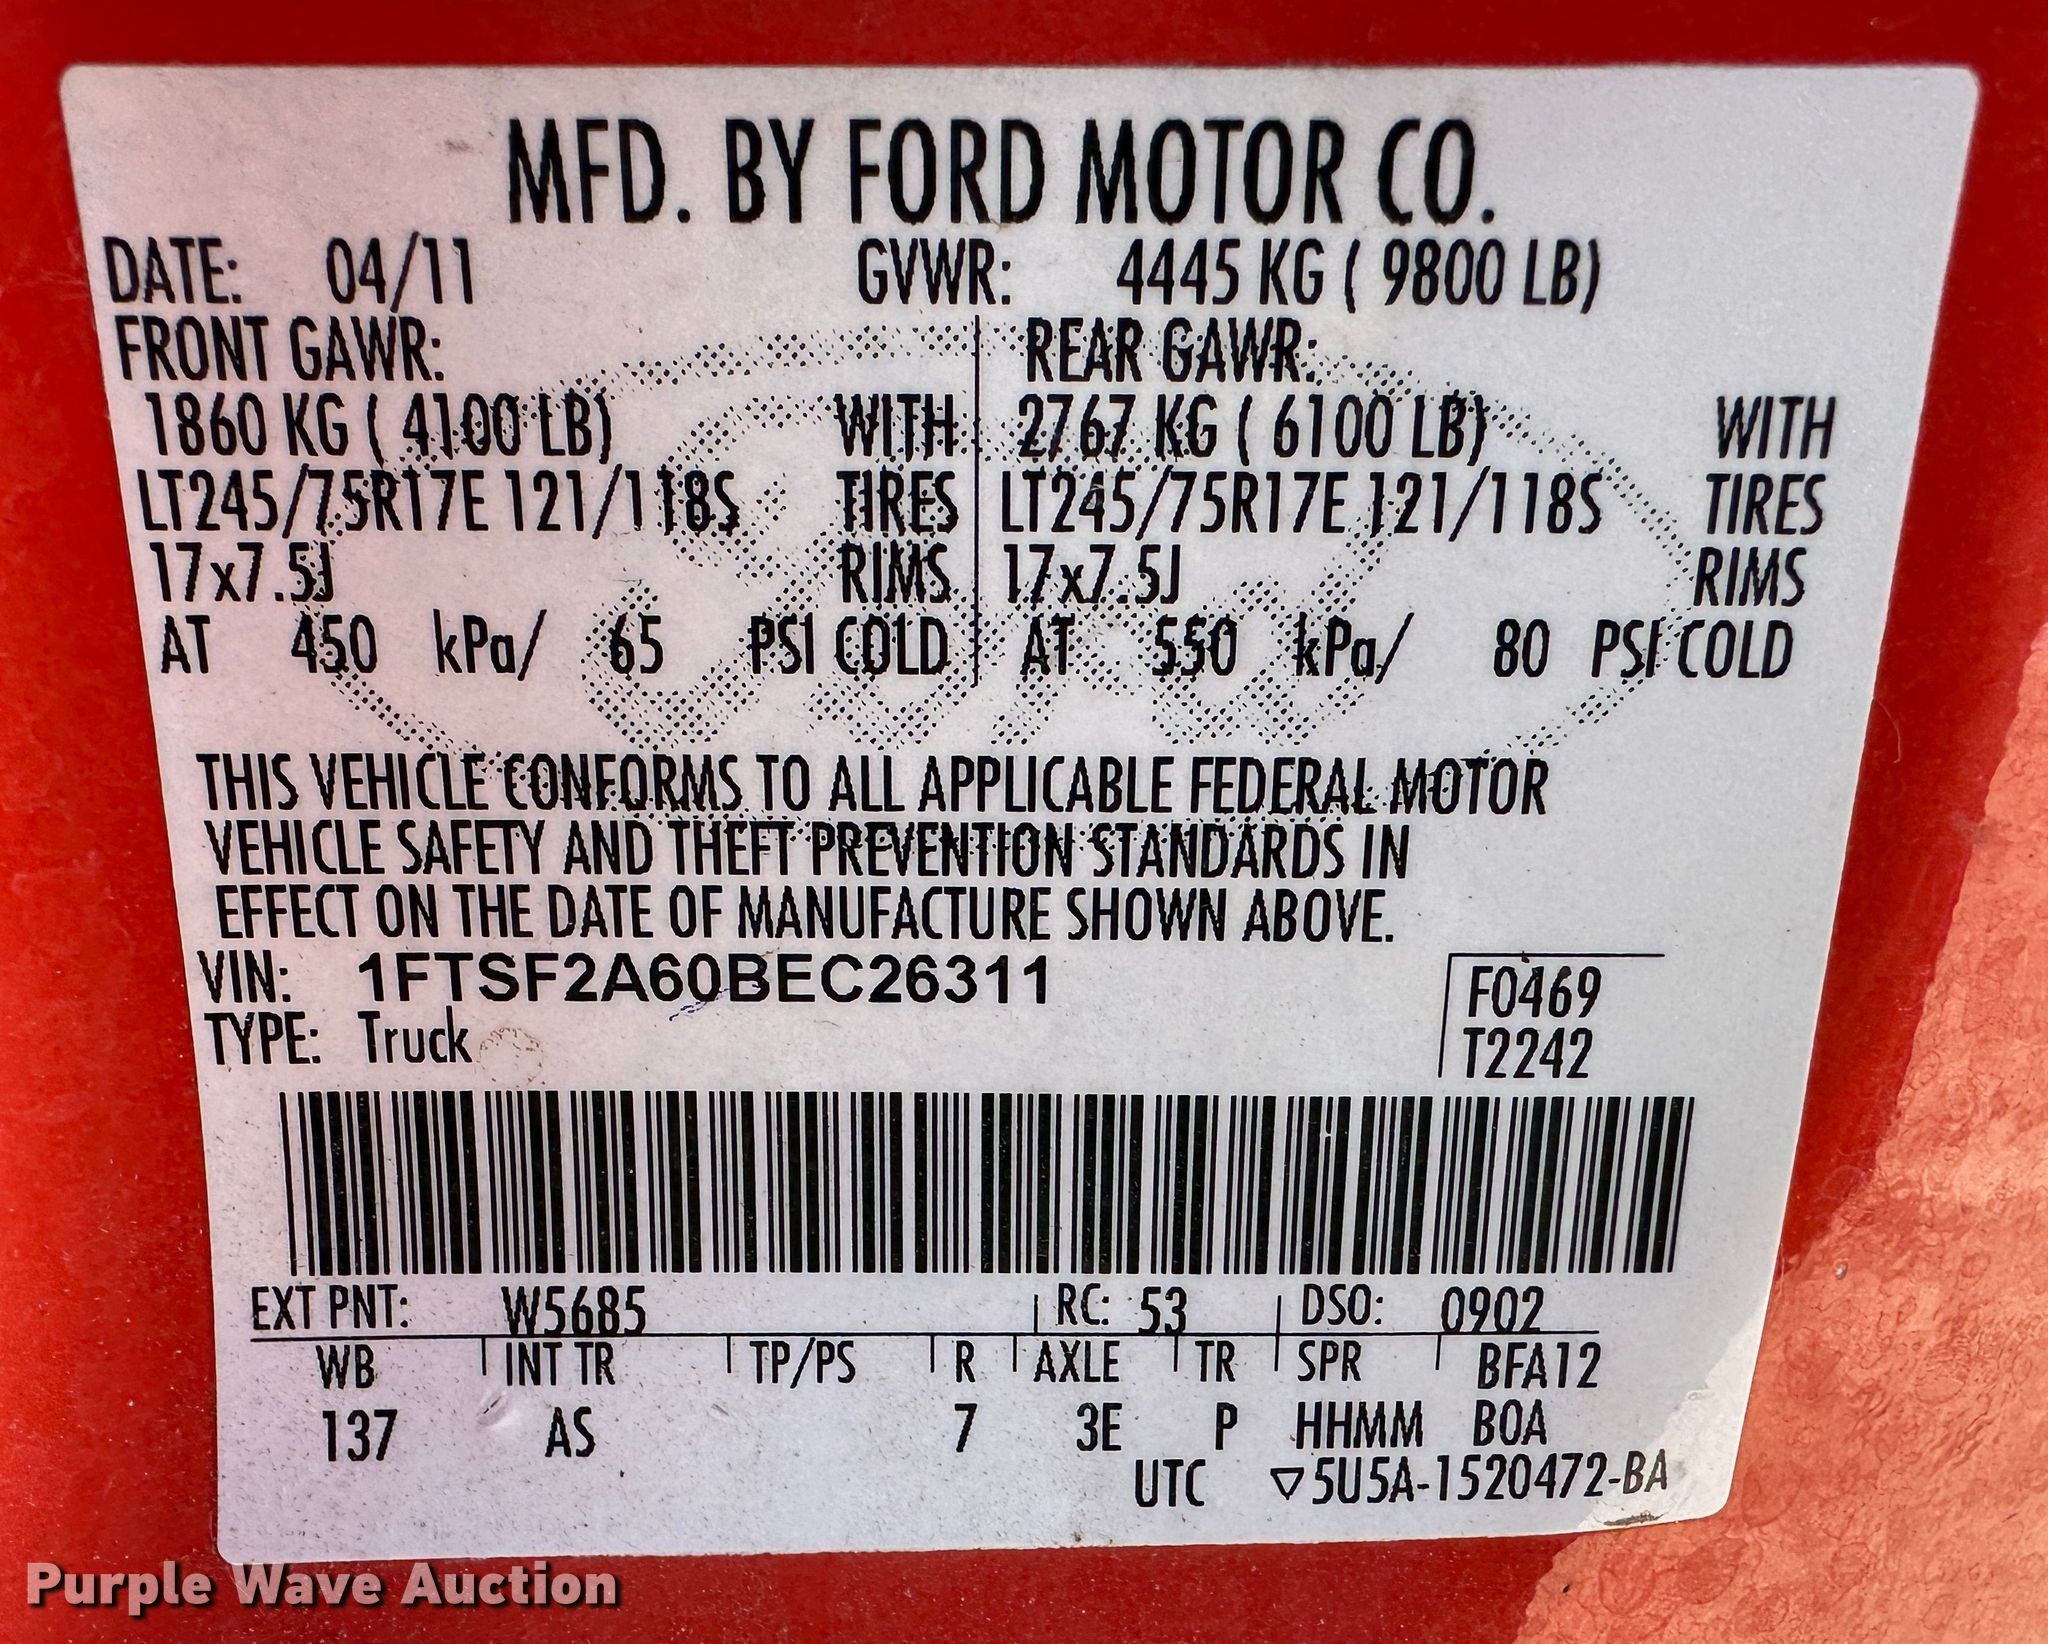 MFD. BY FORD MOTOR CO.
DATE: 04/11 GVWR: 4445 KG ( 9800 LB)
FRONT GAWR: REAR GAWR:
1860 KG ( 4100 LB) WITH 2767 KG ( 6100 LB) WITH
LT245/75R17E 121/118S TIRES LT245/75R17E 121/118S TIRES
17x7.5J RIMS 17x7.5J RIMS
AT 450 kPa/ 65 PSI COLD AT 550 kPa/ 80 PSI COLD
Ford
THIS VEHICLE CONFORMS TO ALL APPLICABLE FEDERAL MOTOR
VEHICLE SAFETY AND THEFT PREVENTION STANDARDS IN
EFFECT ON THE DATE OF MANUFACTURE SHOWN ABOVE.
VIN: 1FTSF2A60BEC26311 F0469
TYPE: Truck T2242
EXT PNT: W5685 RC: 53 DSO: 0902
WB INT TR TP/PS R AXLE TR SPR BFA12
137 AS 7 3E P HHMM BOA
UTC ▽5U5A-1520472-BA
Purple Wave Auction